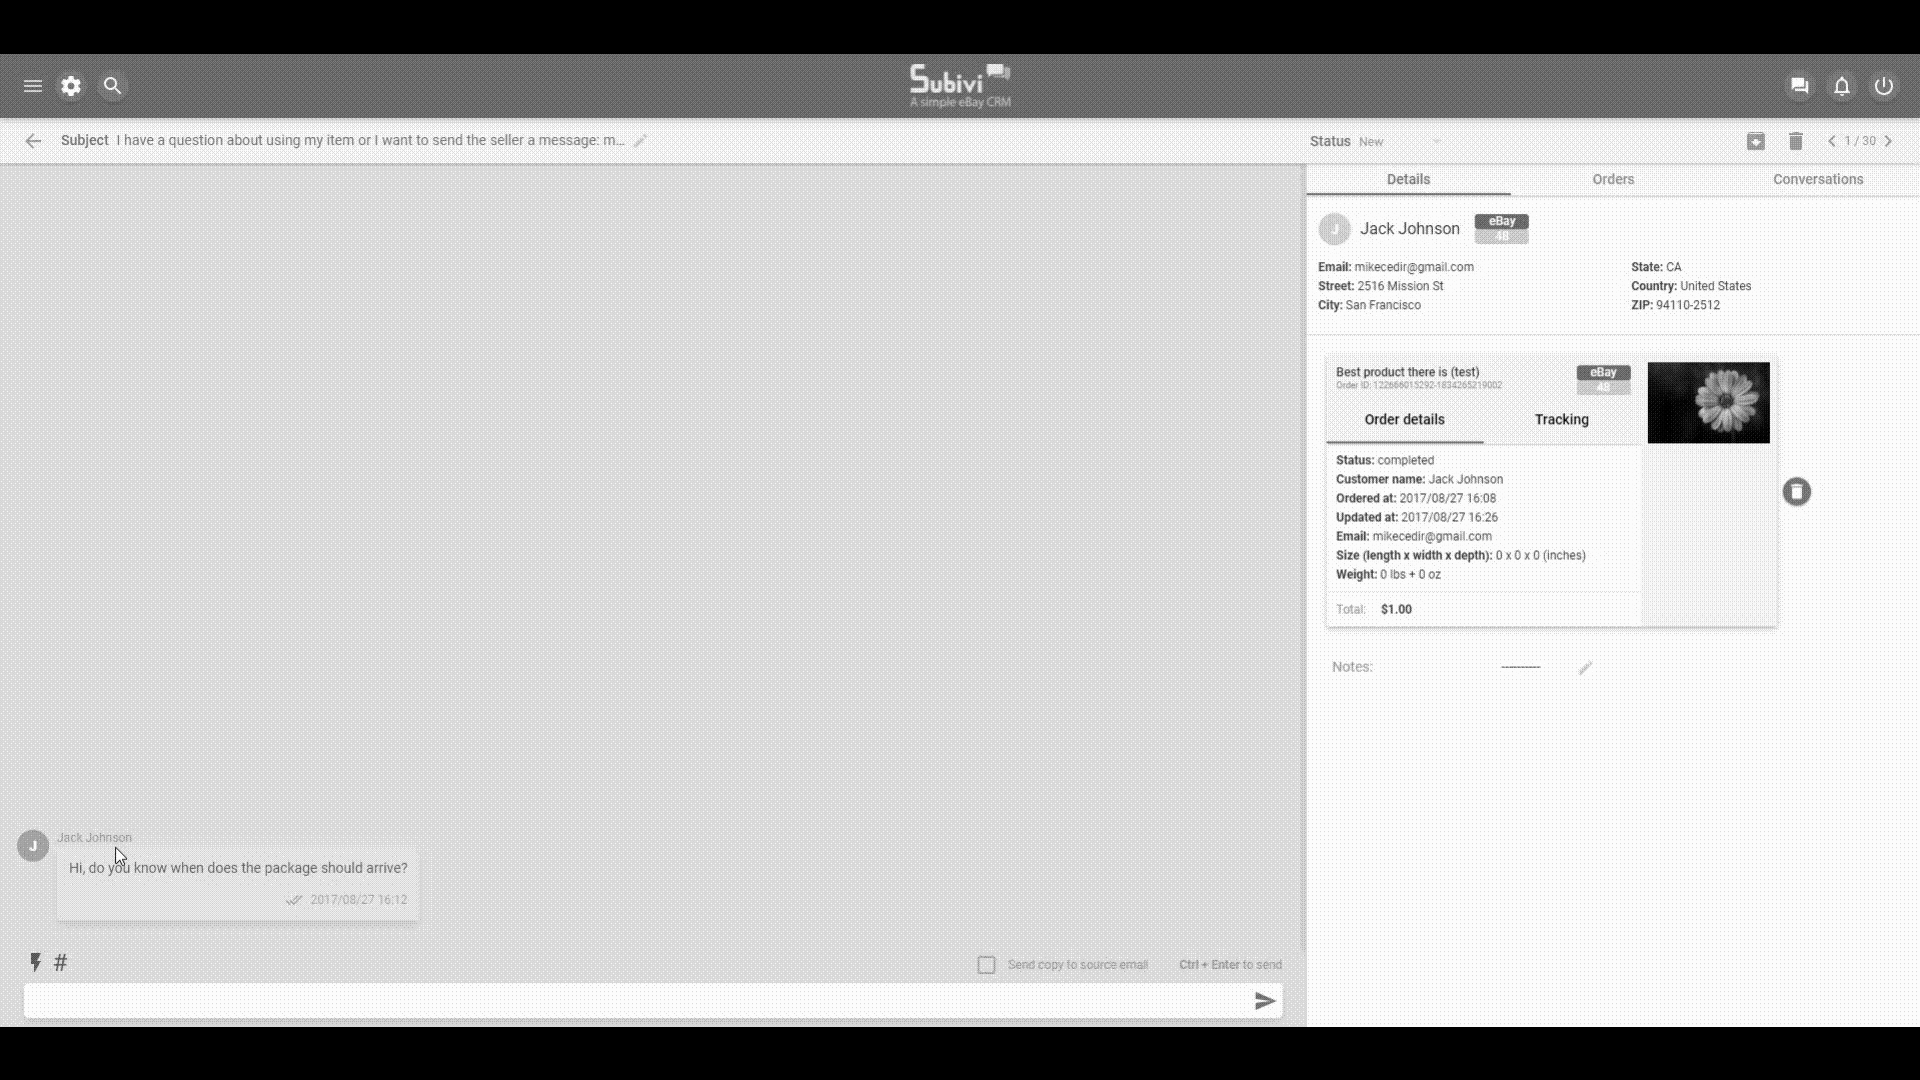 Subivi
A simple eBay CRM
Subject I have a question about using my item or I want to send the seller a message: m...
Status New
1 / 30
Details Orders Conversations
J Jack Johnson eBay
48
Email: mikecedir@gmail.com
Street: 2516 Mission St
City: San Francisco
State: CA
Country: United States
ZIP: 94110-2512
Best product there is (test)
Order ID: 122666015292-1834265219002
eBay
48
Order details Tracking
Status: completed
Customer name: Jack Johnson
Ordered at: 2017/08/27 16:08
Updated at: 2017/08/27 16:26
Email: mikecedir@gmail.com
Size (length x width x depth): 0 x 0 x 0 (inches)
Weight: 0 lbs + 0 oz
Total: $1.00
Notes: ----------
J Jack Johnson
Hi, do you know when does the package should arrive?
2017/08/27 16:12
#
Send copy to source email Ctrl + Enter to send